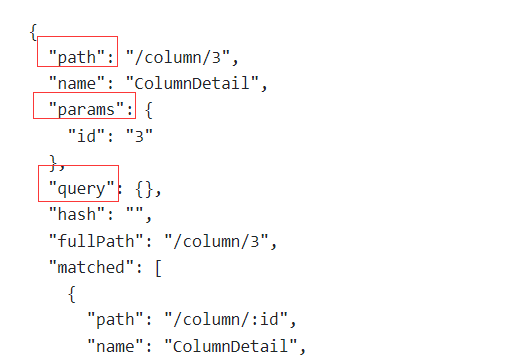 {
"path": "/column/3",
"name": "ColumnDetail",
"params": {
"id": "3"
},
"query": {},
"hash": "",
"fullPath": "/column/3",
"matched": [
{
"path": "/column/:id",
"name": "ColumnDetail",